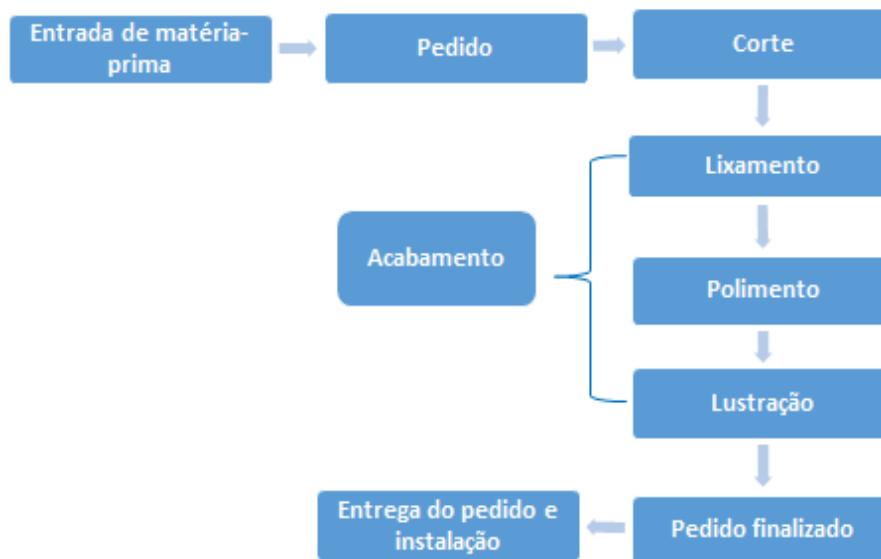 Entrada de matéria-
prima
Pedido
Corte
Lixamento
Acabamento
Polimento
Lustração
Entrega do pedido e
instalação
Pedido finalizado